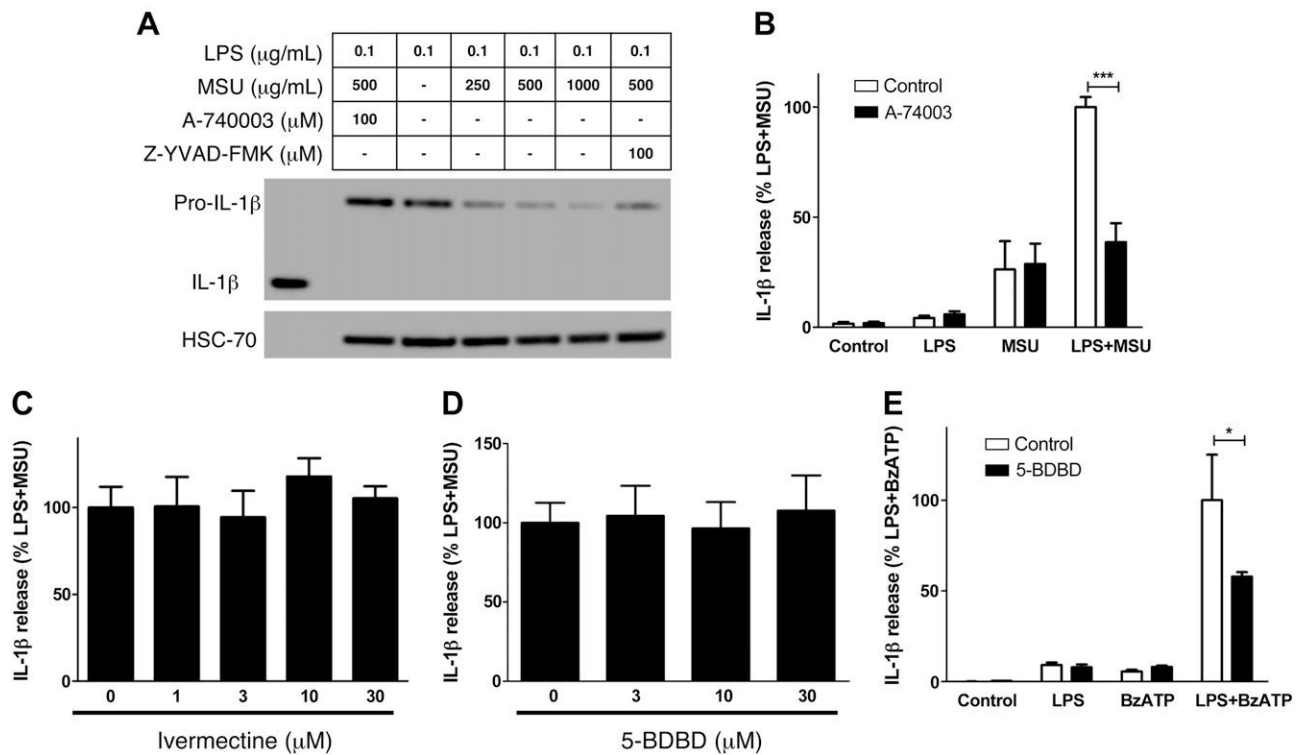 A
LPS (μg/mL) 0.1 0.1 0.1 0.1 0.1 0.1
MSU (μg/mL) 500 - 250 500 1000 500
A-740003 (μM) 100 - - - - -
Z-YVAD-FMK (μM) - - - - - 100
Pro-IL-1β
IL-1β
HSC-70
B
IL-1β release (% LPS+MSU)
Control
A-74003
***
100
50
0
Control LPS MSU LPS+MSU
C
IL-1β release (% LPS+MSU)
100
50
0
0 1 3 10 30
Ivermectine (μM)
D
IL-1β release (% LPS+MSU)
150
100
50
0
0 3 10 30
5-BDBD (μM)
E
IL-1β release (% LPS+BzATP)
Control
5-BDBD
*
100
50
0
Control LPS BzATP LPS+BzATP